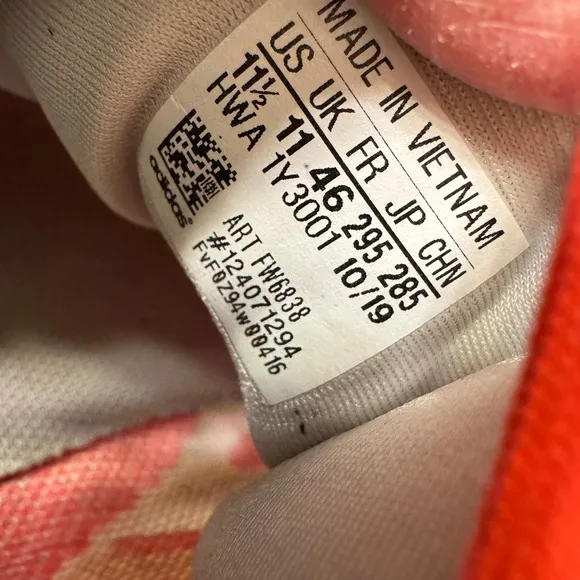 MADE IN VIETNAM
US UK FR JP CHN
11½ 11 46 295 285
HWA 1Y3001 10/19
ART FW6838
#124071294
FvF0Z94w00416
adidas